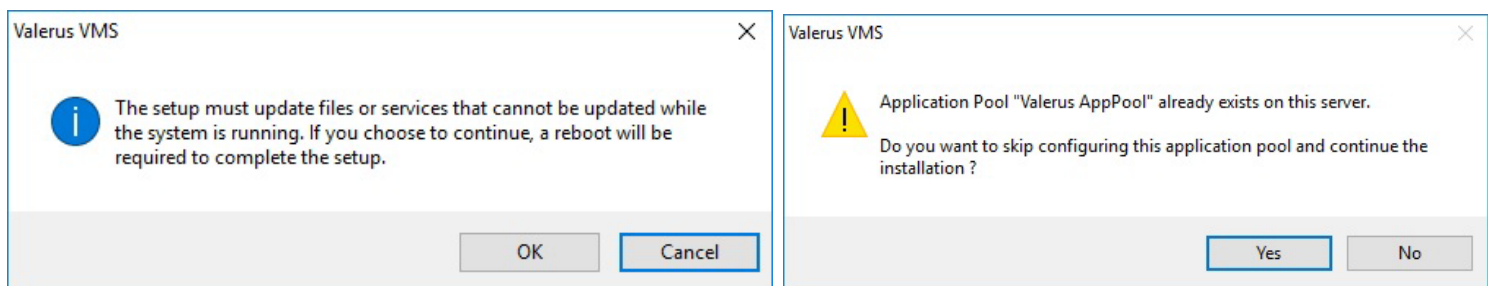 Valerus VMS
The setup must update files or services that cannot be updated while
the system is running. If you choose to continue, a reboot will be
required to complete the setup.
OK
Cancel
Valerus VMS
Application Pool "Valerus AppPool" already exists on this server.
Do you want to skip configuring this application pool and continue the
installation ?
Yes
No